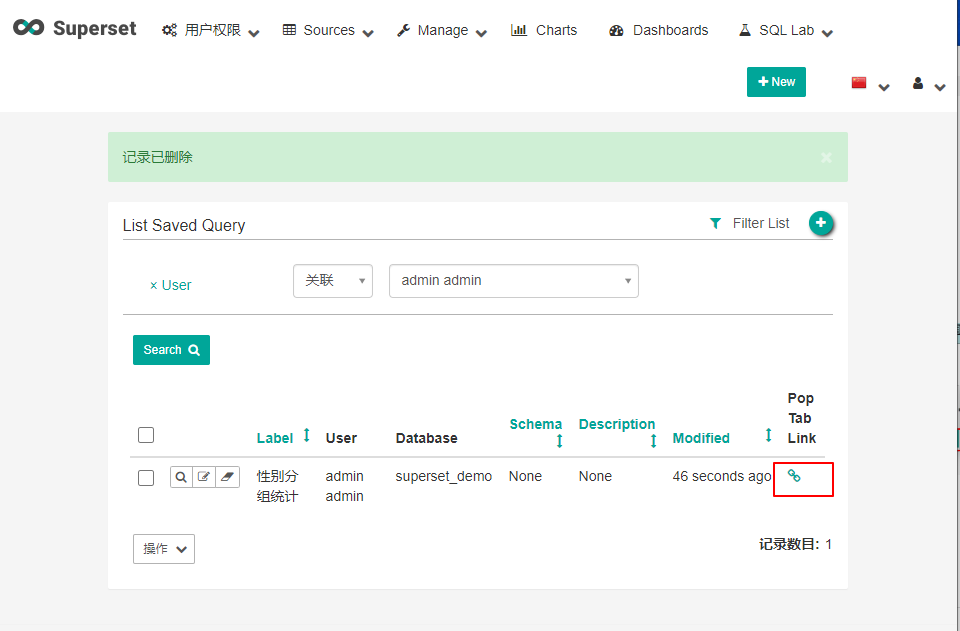 Superset 用户权限 Sources Manage Charts Dashboards SQL Lab
New
记录已删除
×
List Saved Query Filter List
× User 关联 admin admin
Search
Label User Database Schema Description Modified Pop Tab Link
性别分组统计 admin admin superset_demo None None 46 seconds ago
操作 记录数目: 1